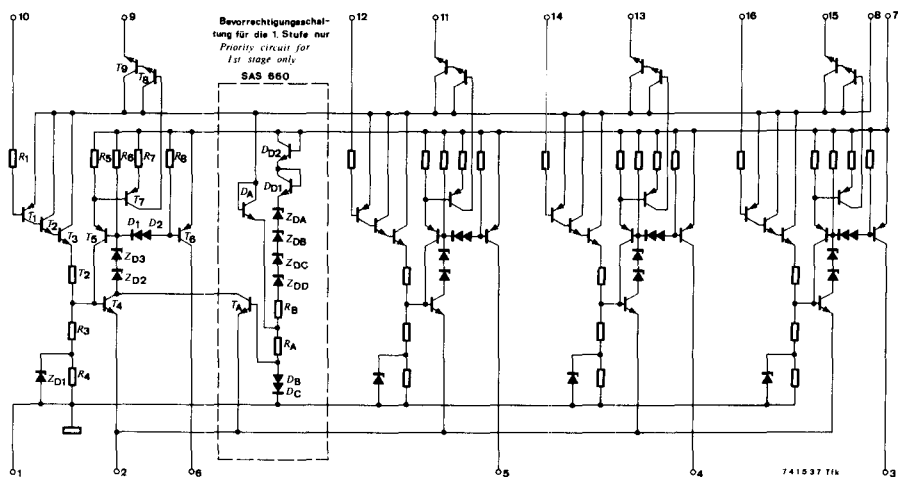 10 9 12 11 14 13 16 15 8 7
Bevorrechtigungsschal-
tung für die 1. Stufe nur
Priority circuit for
1st stage only
SAS 660
T9
T8
R1
R5 R6 R7 R8
DD2
DD1
T7
DA
T1
T2
T3
T5
D1 D2
T6
ZDA
ZD3
ZDB
T2
ZD2
ZDC
ZDD
T4
TA
RB
R3
RA
ZD1
R4
DB
DC
1 2 6 5 4 3
741537 Tfk